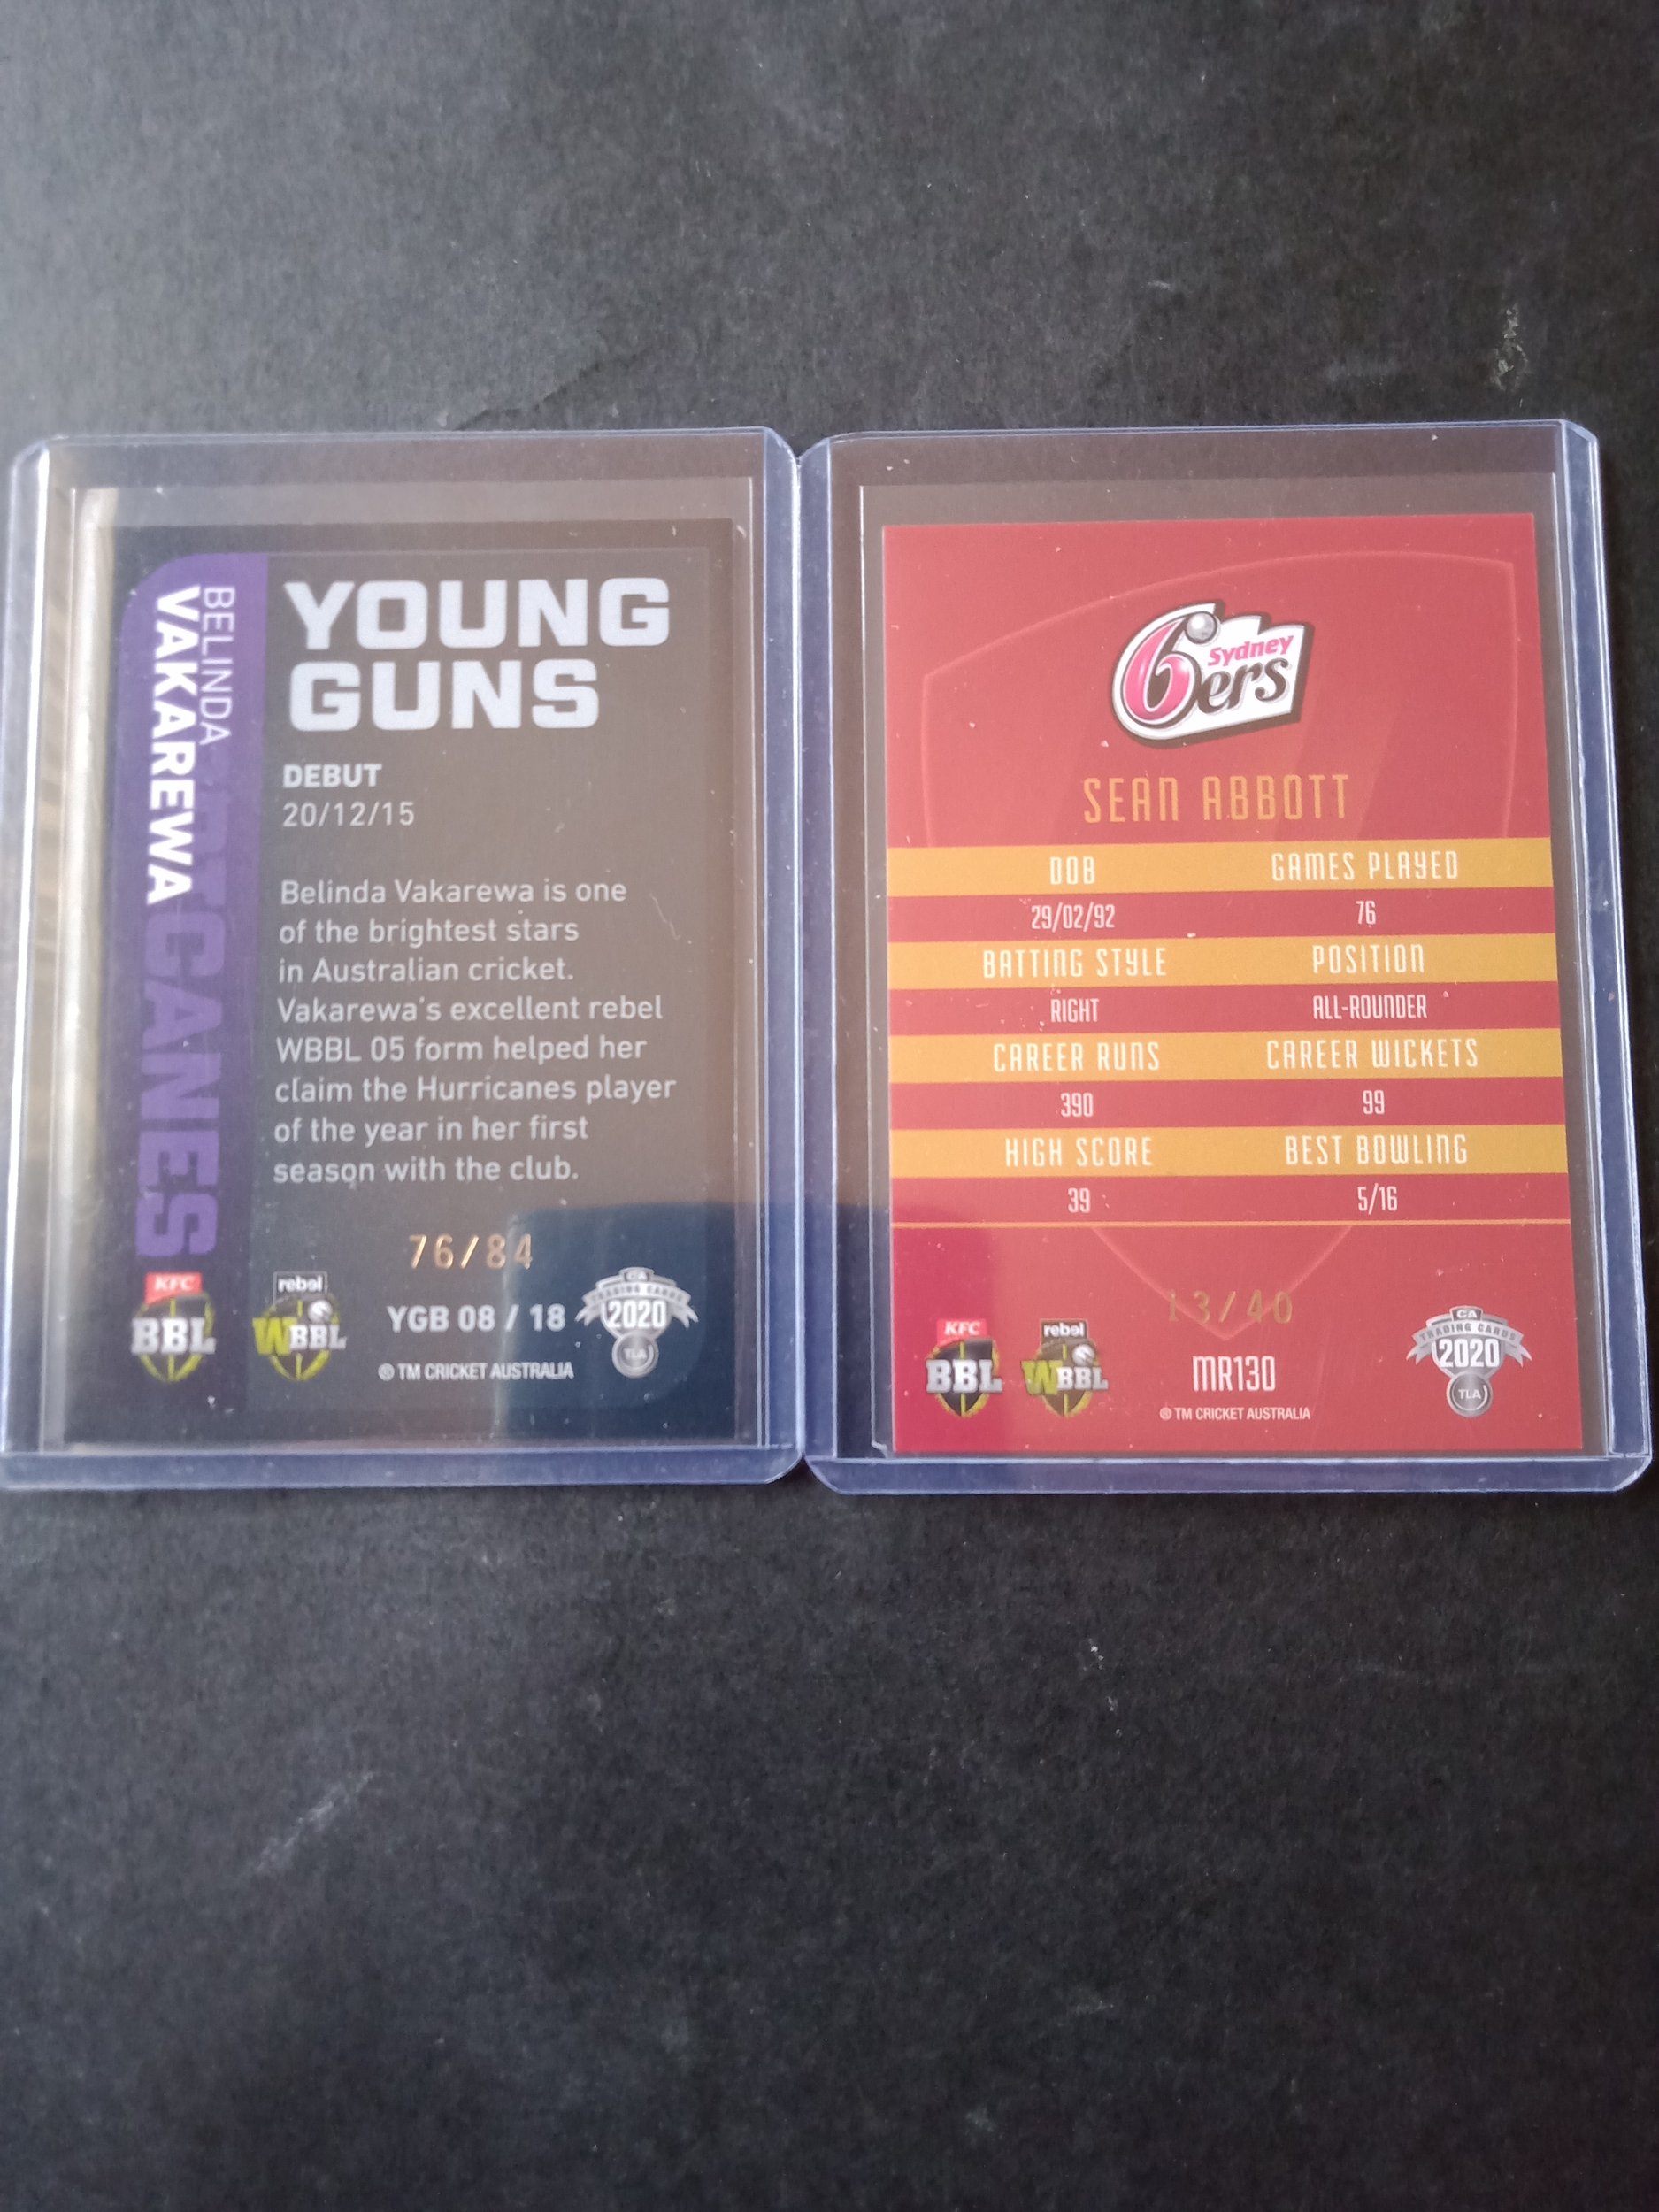 BELINDA
VAKAREWA
HURRICANES
YOUNG
GUNS
DEBUT
20/12/15
Belinda Vakarewa is one
of the brightest stars
in Australian cricket.
Vakarewa's excellent rebel
WBBL 05 form helped her
claim the Hurricanes player
of the year in her first
season with the club.
76/84
KFC
BBL
rebel
WBBL
YGB 08 / 18
® TM CRICKET AUSTRALIA
CA
TRADING CARDS
2020
TLA
6ers Sydney
SEAN ABBOTT
DOB GAMES PLAYED
29/02/92 76
BATTING STYLE POSITION
RIGHT ALL-ROUNDER
CAREER RUNS CAREER WICKETS
390 99
HIGH SCORE BEST BOWLING
39 5/16
13/40
KFC
BBL
rebel
WBBL
MR130
® TM CRICKET AUSTRALIA
CA
TRADING CARDS
2020
TLA